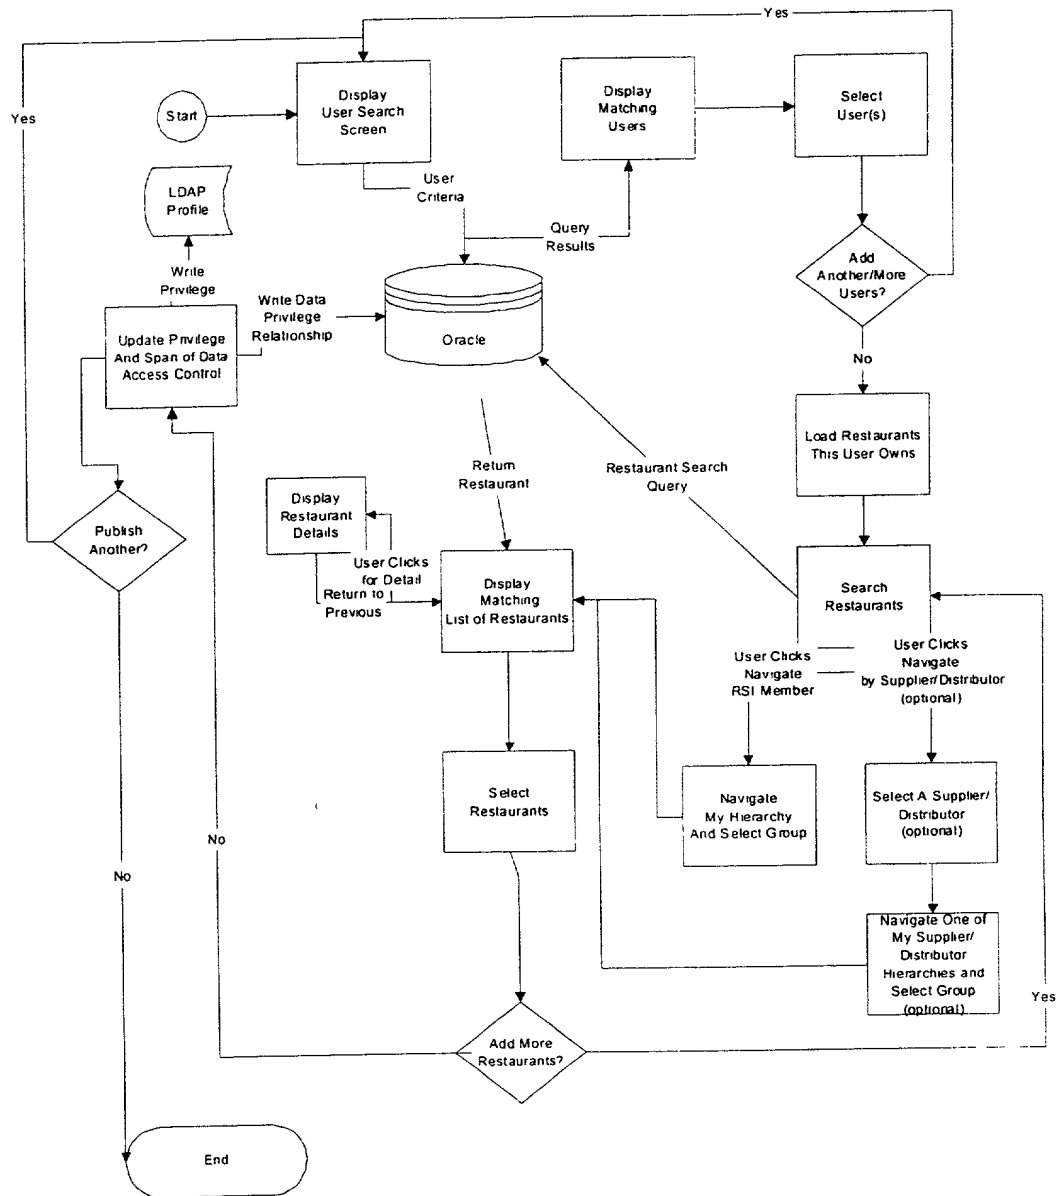 Yes
Yes
Start
Display
User Search
Screen
Display
Matching
Users
Select
User(s)
LDAP
Profile
User
Criteria
Query
Results
Write
Privilege
Write Data
Privilege
Relationship
Add
Another/More
Users?
Update Privilege
And Span of Data
Access Control
Oracle
No
Load Restaurants
This User Owns
Return
Restaurant
Restaurant Search
Query
Display
Restaurant
Details
Publish
Another?
User Clicks
for Detail
Return to
Previous
Display
Matching
List of Restaurants
Search
Restaurants
User Clicks
Navigate
RSI Member
User Clicks
Navigate
by Supplier/Distributor
(optional)
Select
Restaurants
Navigate
My Hierarchy
And Select Group
Select A Supplier/
Distributor
(optional)
No
No
Navigate One of
My Supplier/
Distributor
Hierarchies and
Select Group
(optional)
Yes
Add More
Restaurants?
End